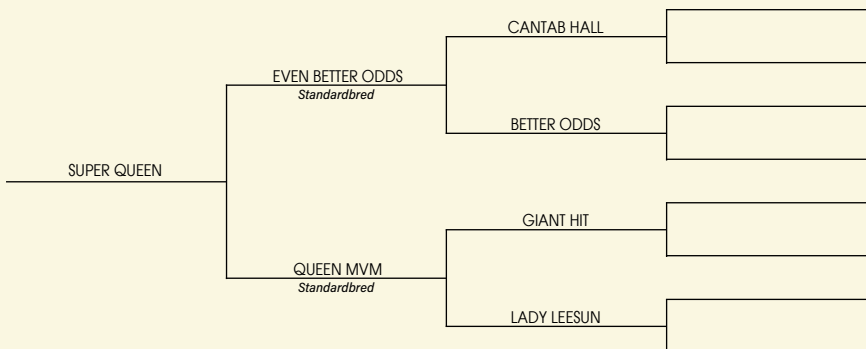 CANTAB HALL
EVEN BETTER ODDS
Standardbred
BETTER ODDS
SUPER QUEEN
GIANT HIT
QUEEN MVM
Standardbred
LADY LEESUN